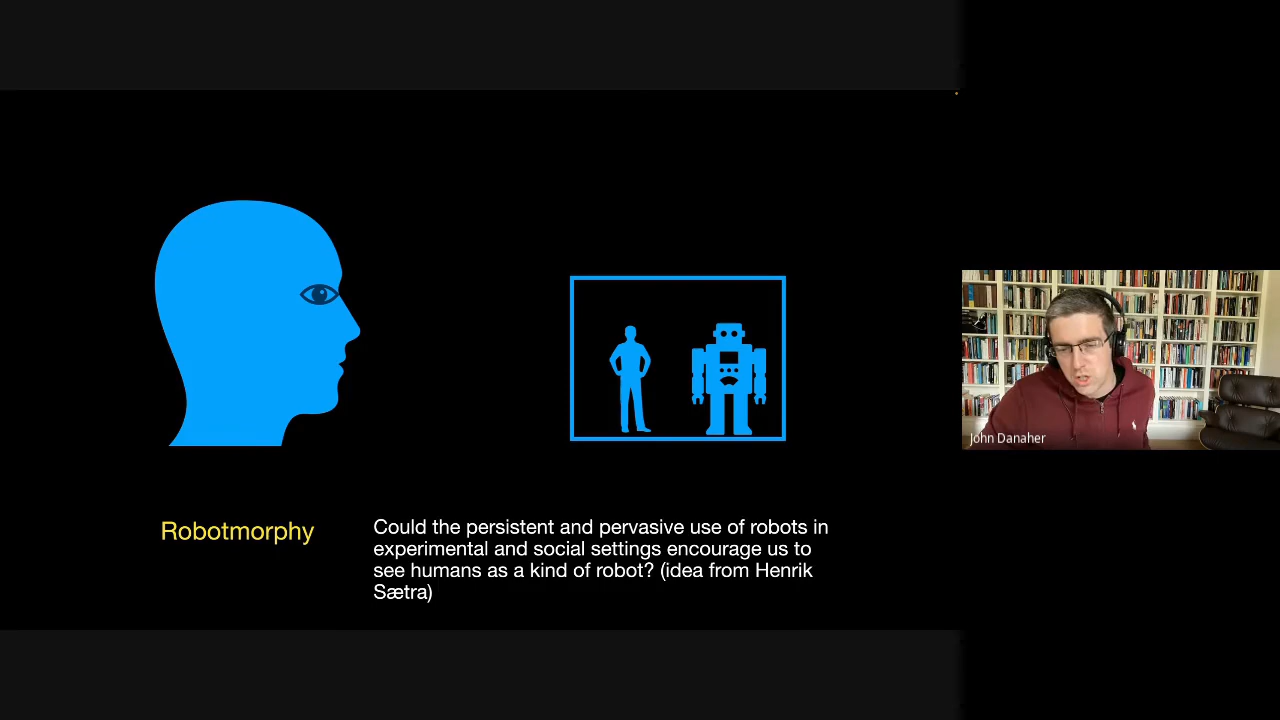 Robotmorphy
Could the persistent and pervasive use of robots in
experimental and social settings encourage us to
see humans as a kind of robot? (idea from Henrik
Sætra)
John Danaher